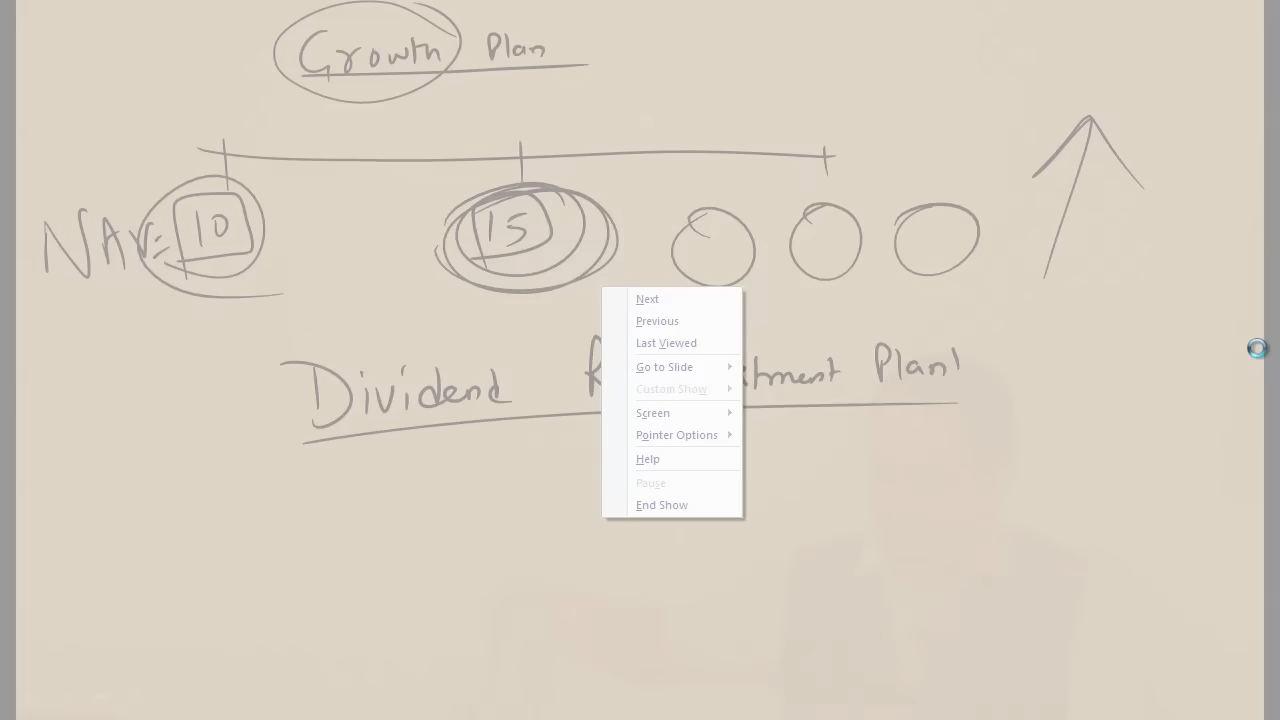 Growth Plan
NAV= 10 15
Dividend Plan
Next
Previous
Last Viewed
Go to Slide
Custom Show
Screen
Pointer Options
Help
Pause
End Show